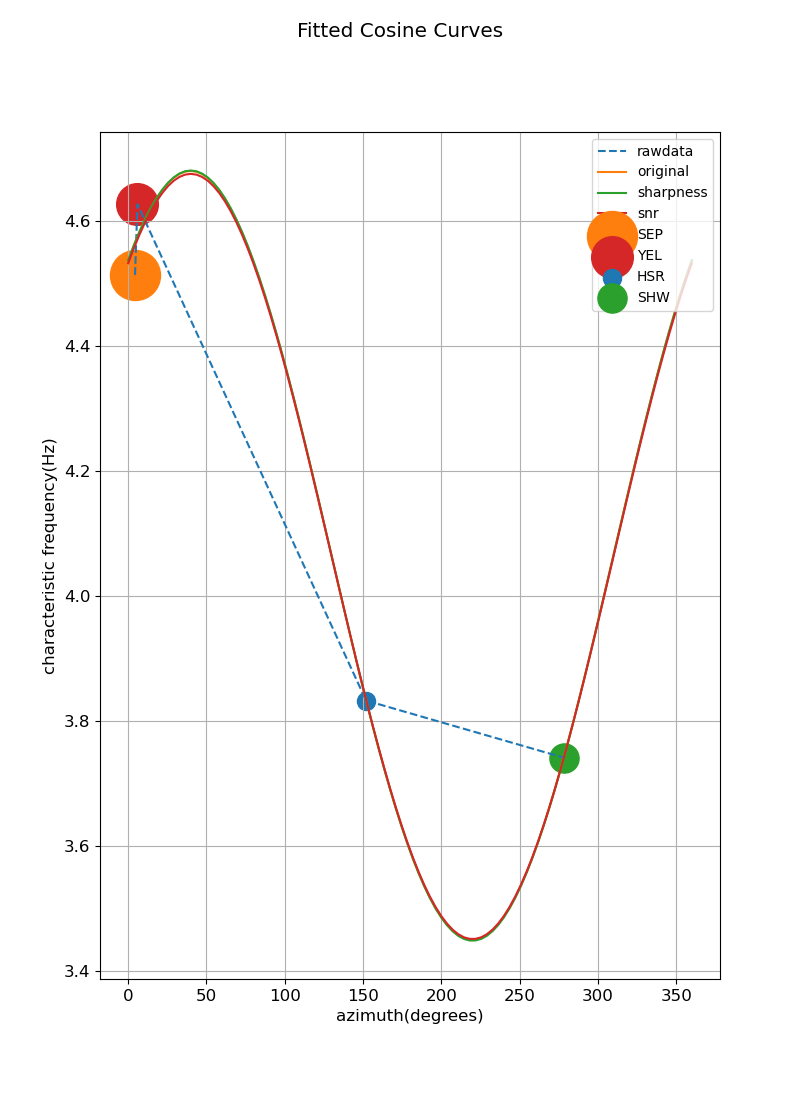 Fitted Cosine Curves
rawdata
original
sharpness
snr
SEP
YEL
HSR
SHW
characteristic frequency(Hz)
4.6
4.4
4.2
4.0
3.8
3.6
3.4
0 50 100 150 200 250 300 350
azimuth(degrees)